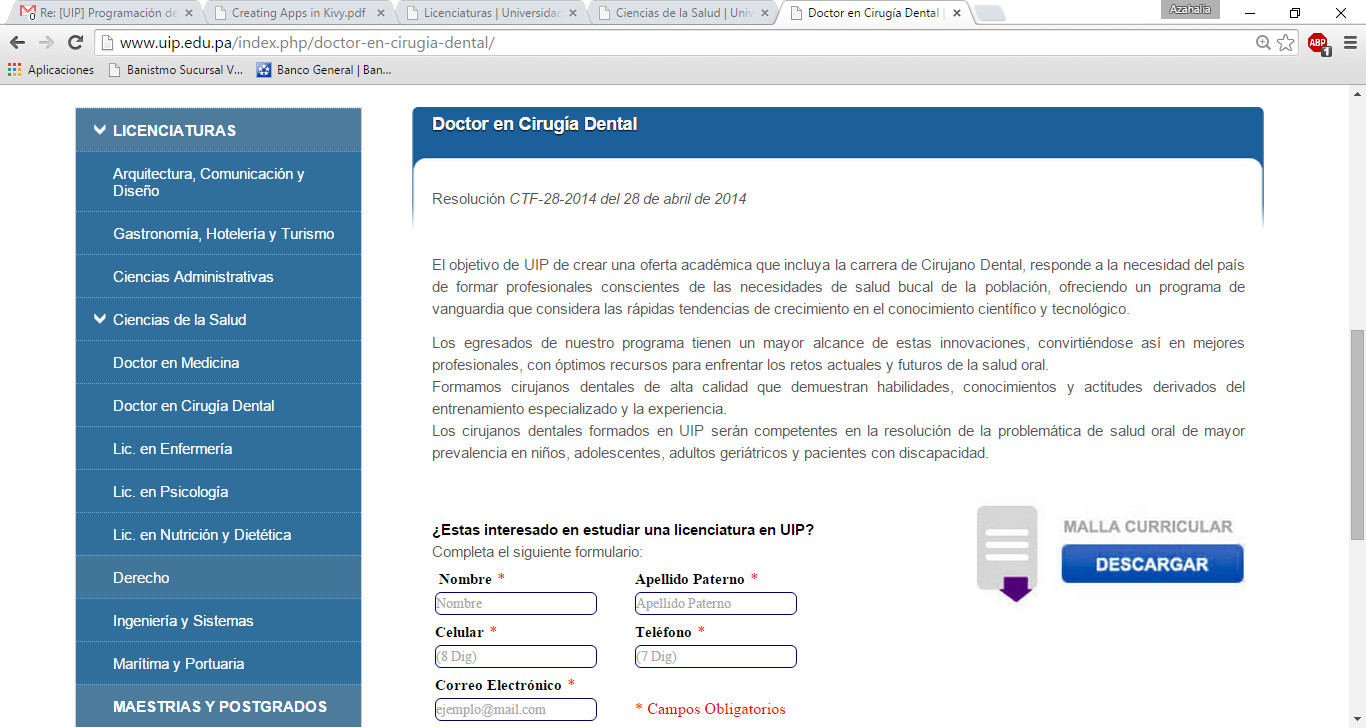 Re: [UIP] Programación de
Creating Apps in Kivy.pdf
Licenciaturas | Universidad
Ciencias de la Salud | Univ
Doctor en Cirugía Dental |
Azahalia
www.uip.edu.pa/index.php/doctor-en-cirugia-dental/
ABP
1
Aplicaciones
Banistmo Sucursal V...
Banco General | Ban...
LICENCIATURAS
Arquitectura, Comunicación y
Diseño
Gastronomía, Hotelería y Turismo
Ciencias Administrativas
Ciencias de la Salud
Doctor en Medicina
Doctor en Cirugía Dental
Lic. en Enfermería
Lic. en Psicología
Lic. en Nutrición y Dietética
Derecho
Ingeniería y Sistemas
Marítima y Portuaria
MAESTRIAS Y POSTGRADOS
Doctor en Cirugía Dental
Resolución CTF-28-2014 del 28 de abril de 2014
El objetivo de UIP de crear una oferta académica que incluya la carrera de Cirujano Dental, responde a la necesidad del país
de formar profesionales conscientes de las necesidades de salud bucal de la población, ofreciendo un programa de
vanguardia que considera las rápidas tendencias de crecimiento en el conocimiento científico y tecnológico.
Los egresados de nuestro programa tienen un mayor alcance de estas innovaciones, convirtiéndose así en mejores
profesionales, con óptimos recursos para enfrentar los retos actuales y futuros de la salud oral.
Formamos cirujanos dentales de alta calidad que demuestran habilidades, conocimientos y actitudes derivados del
entrenamiento especializado y la experiencia.
Los cirujanos dentales formados en UIP serán competentes en la resolución de la problemática de salud oral de mayor
prevalencia en niños, adolescentes, adultos geriátricos y pacientes con discapacidad.
¿Estas interesado en estudiar una licenciatura en UIP?
Completa el siguiente formulario:
Nombre * Apellido Paterno *
Nombre Apellido Paterno
Celular * Teléfono *
(8 Dig) (7 Dig)
Correo Electrónico *
ejemplo@mail.com * Campos Obligatorios
MALLA CURRICULAR
DESCARGAR